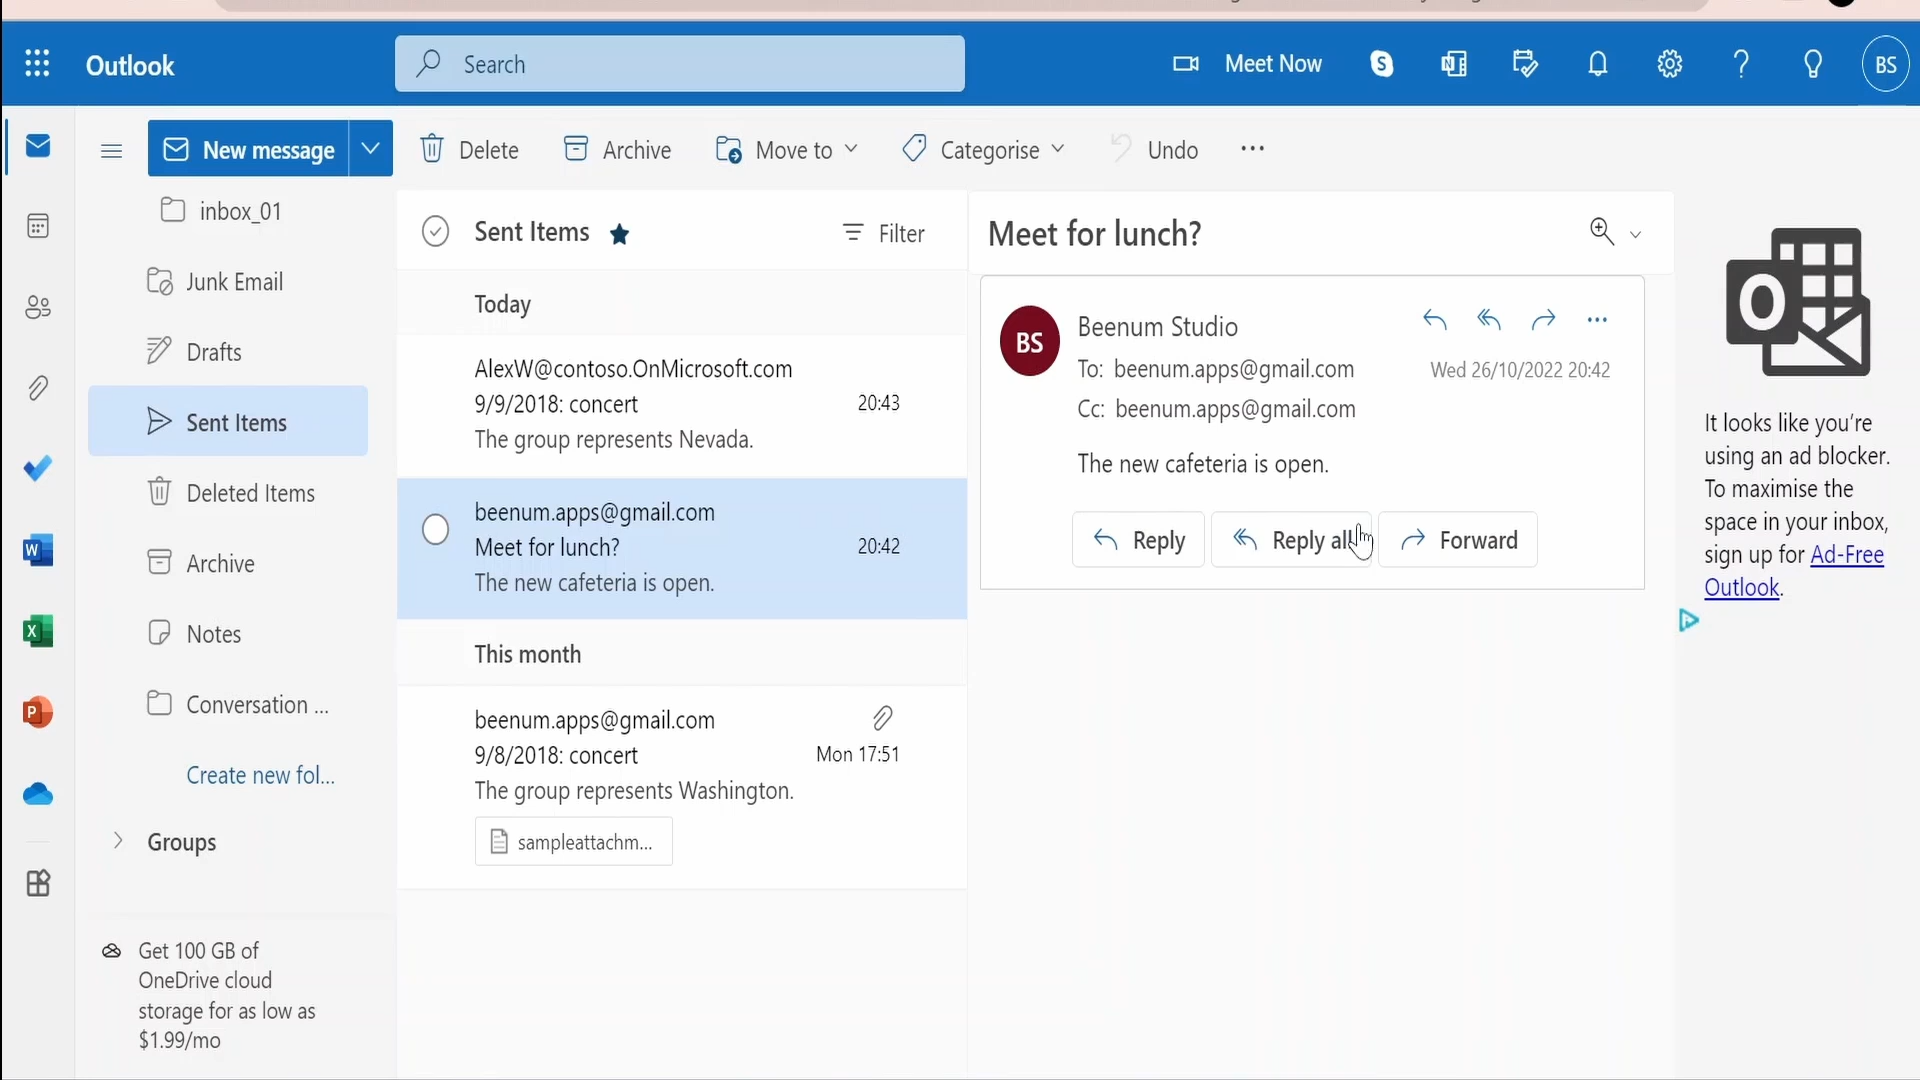 Outlook
Search
Meet Now
BS
New message
Delete
Archive
Move to
Categorise
Undo
inbox_01
Junk Email
Drafts
Sent Items
Deleted Items
Archive
Notes
Conversation ...
Create new fol...
Groups
Get 100 GB of
OneDrive cloud
storage for as low as
$1.99/mo
Sent Items
Filter
Today
AlexW@contoso.OnMicrosoft.com
9/9/2018: concert
20:43
The group represents Nevada.
beenum.apps@gmail.com
Meet for lunch?
20:42
The new cafeteria is open.
This month
beenum.apps@gmail.com
9/8/2018: concert
Mon 17:51
The group represents Washington.
sampleattachm...
Meet for lunch?
BS
Beenum Studio
To: beenum.apps@gmail.com
Wed 26/10/2022 20:42
Cc: beenum.apps@gmail.com
The new cafeteria is open.
Reply
Reply all
Forward
It looks like you're
using an ad blocker.
To maximise the
space in your inbox,
sign up for Ad-Free
Outlook.